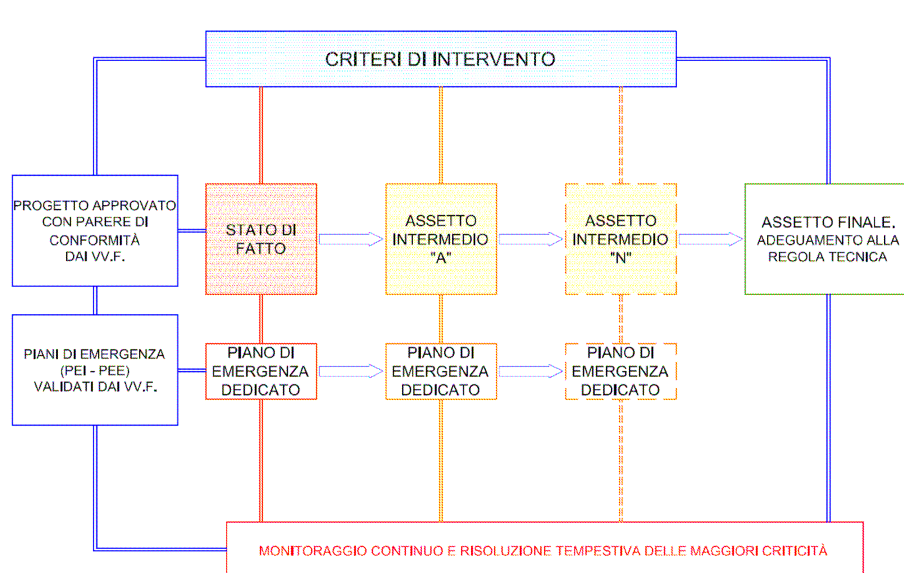 CRITERI DI INTERVENTO
PROGETTO APPROVATO
CON PARERE DI
CONFORMITÀ
DAI VV.F.
STATO DI
FATTO
ASSETTO
INTERMEDIO
"A"
ASSETTO
INTERMEDIO
"N"
ASSETTO FINALE.
ADEGUAMENTO ALLA
REGOLA TECNICA
PIANI DI EMERGENZA
(PEI - PEE)
VALIDATI DAI VV.F.
PIANO DI
EMERGENZA
DEDICATO
PIANO DI
EMERGENZA
DEDICATO
PIANO DI
EMERGENZA
DEDICATO
MONITORAGGIO CONTINUO E RISOLUZIONE TEMPESTIVA DELLE MAGGIORI CRITICITÀ